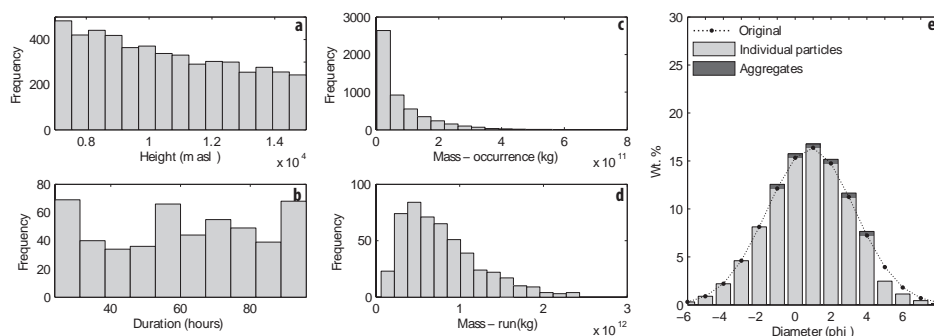 a
400
200
0
Frequency
0.8
1
1.2
1.4
Height (m asl )
x 10^4
b
80
60
40
20
0
Frequency
40
60
80
Duration (hours)
c
3000
2000
1000
0
Frequency
0
2
4
6
8
Mass – occurrence (kg)
x 10^11
d
100
50
0
Frequency
0
1
2
3
Mass – run(kg)
x 10^12
e
Original
Individual particles
Aggregates
30
25
20
15
10
5
0
Wt. %
−6
−4
−2
0
2
4
6
Diameter (phi )